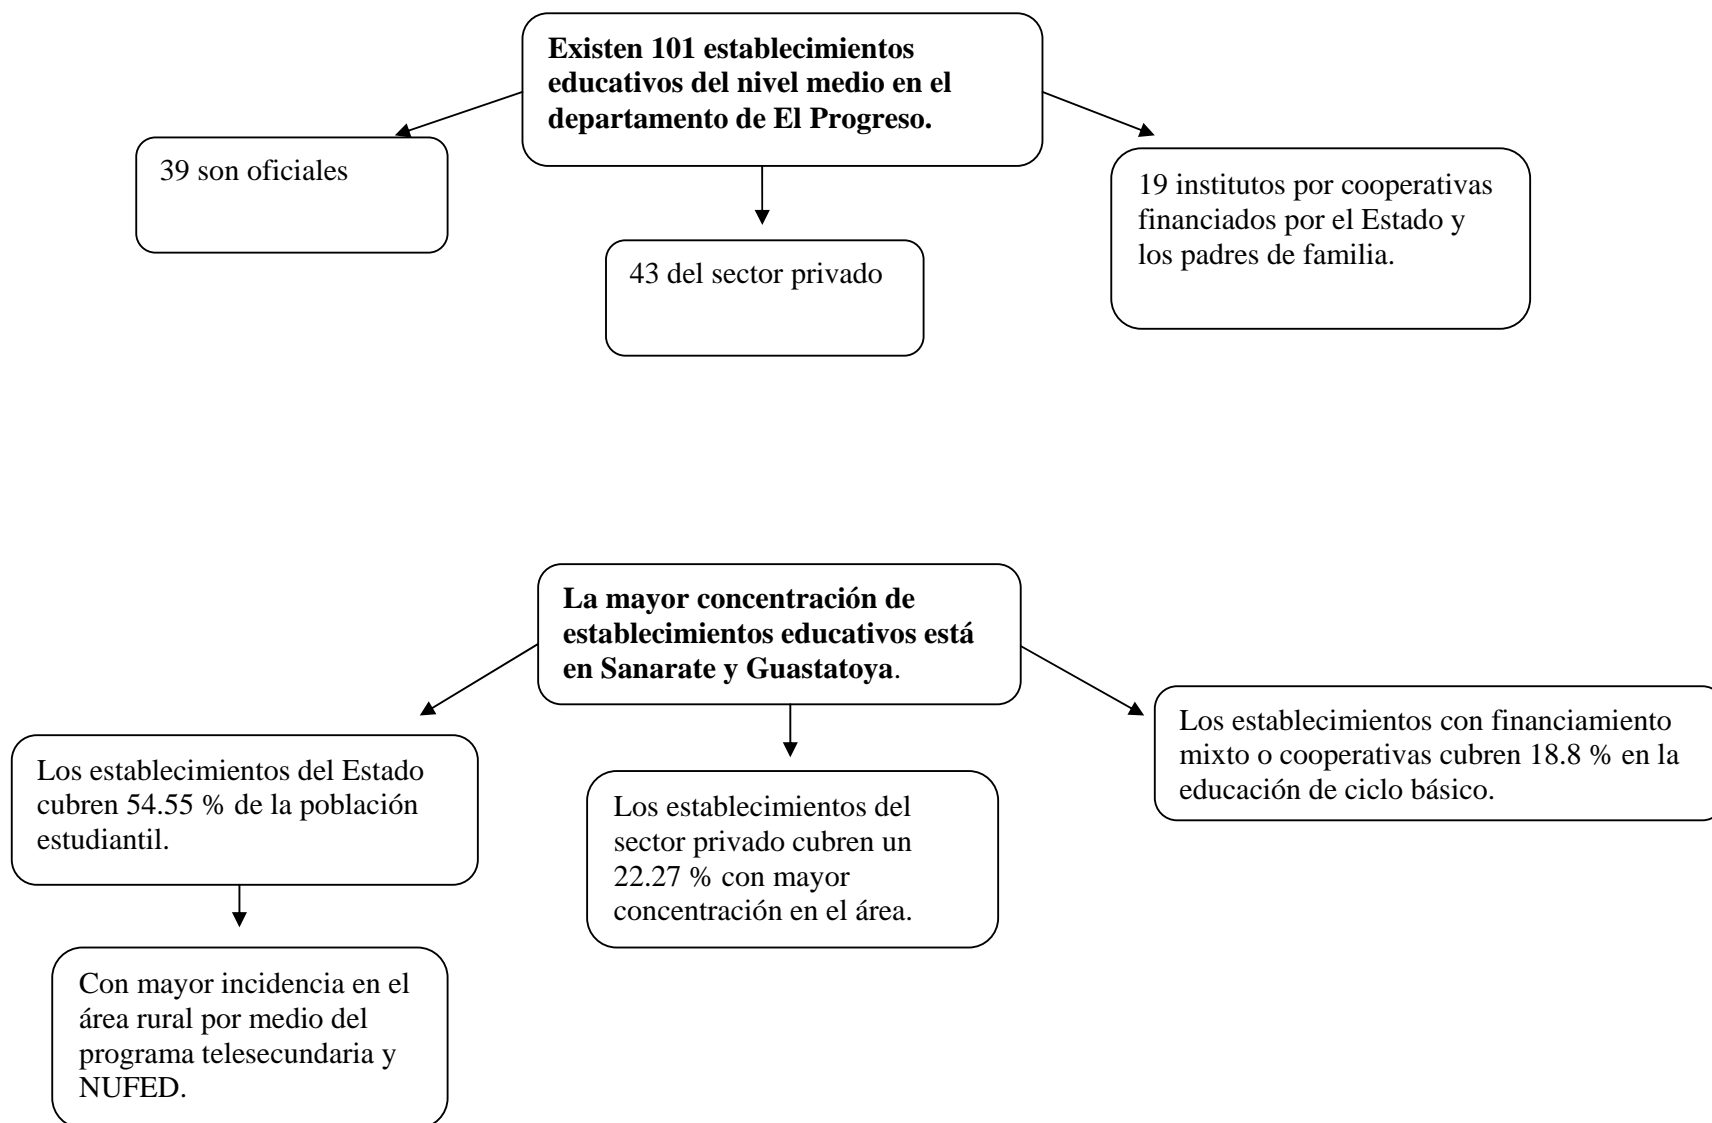 Existen 101 establecimientos
educativos del nivel medio en el
departamento de El Progreso.
39 son oficiales
43 del sector privado
19 institutos por cooperativas
financiados por el Estado y
los padres de familia.
La mayor concentración de
establecimientos educativos está
en Sanarate y Guastatoya.
Los establecimientos del Estado
cubren 54.55 % de la población
estudiantil.
Los establecimientos del
sector privado cubren un
22.27 % con mayor
concentración en el área.
Los establecimientos con financiamiento
mixto o cooperativas cubren 18.8 % en la
educación de ciclo básico.
Con mayor incidencia en el
área rural por medio del
programa telesecundaria y
NUFED.